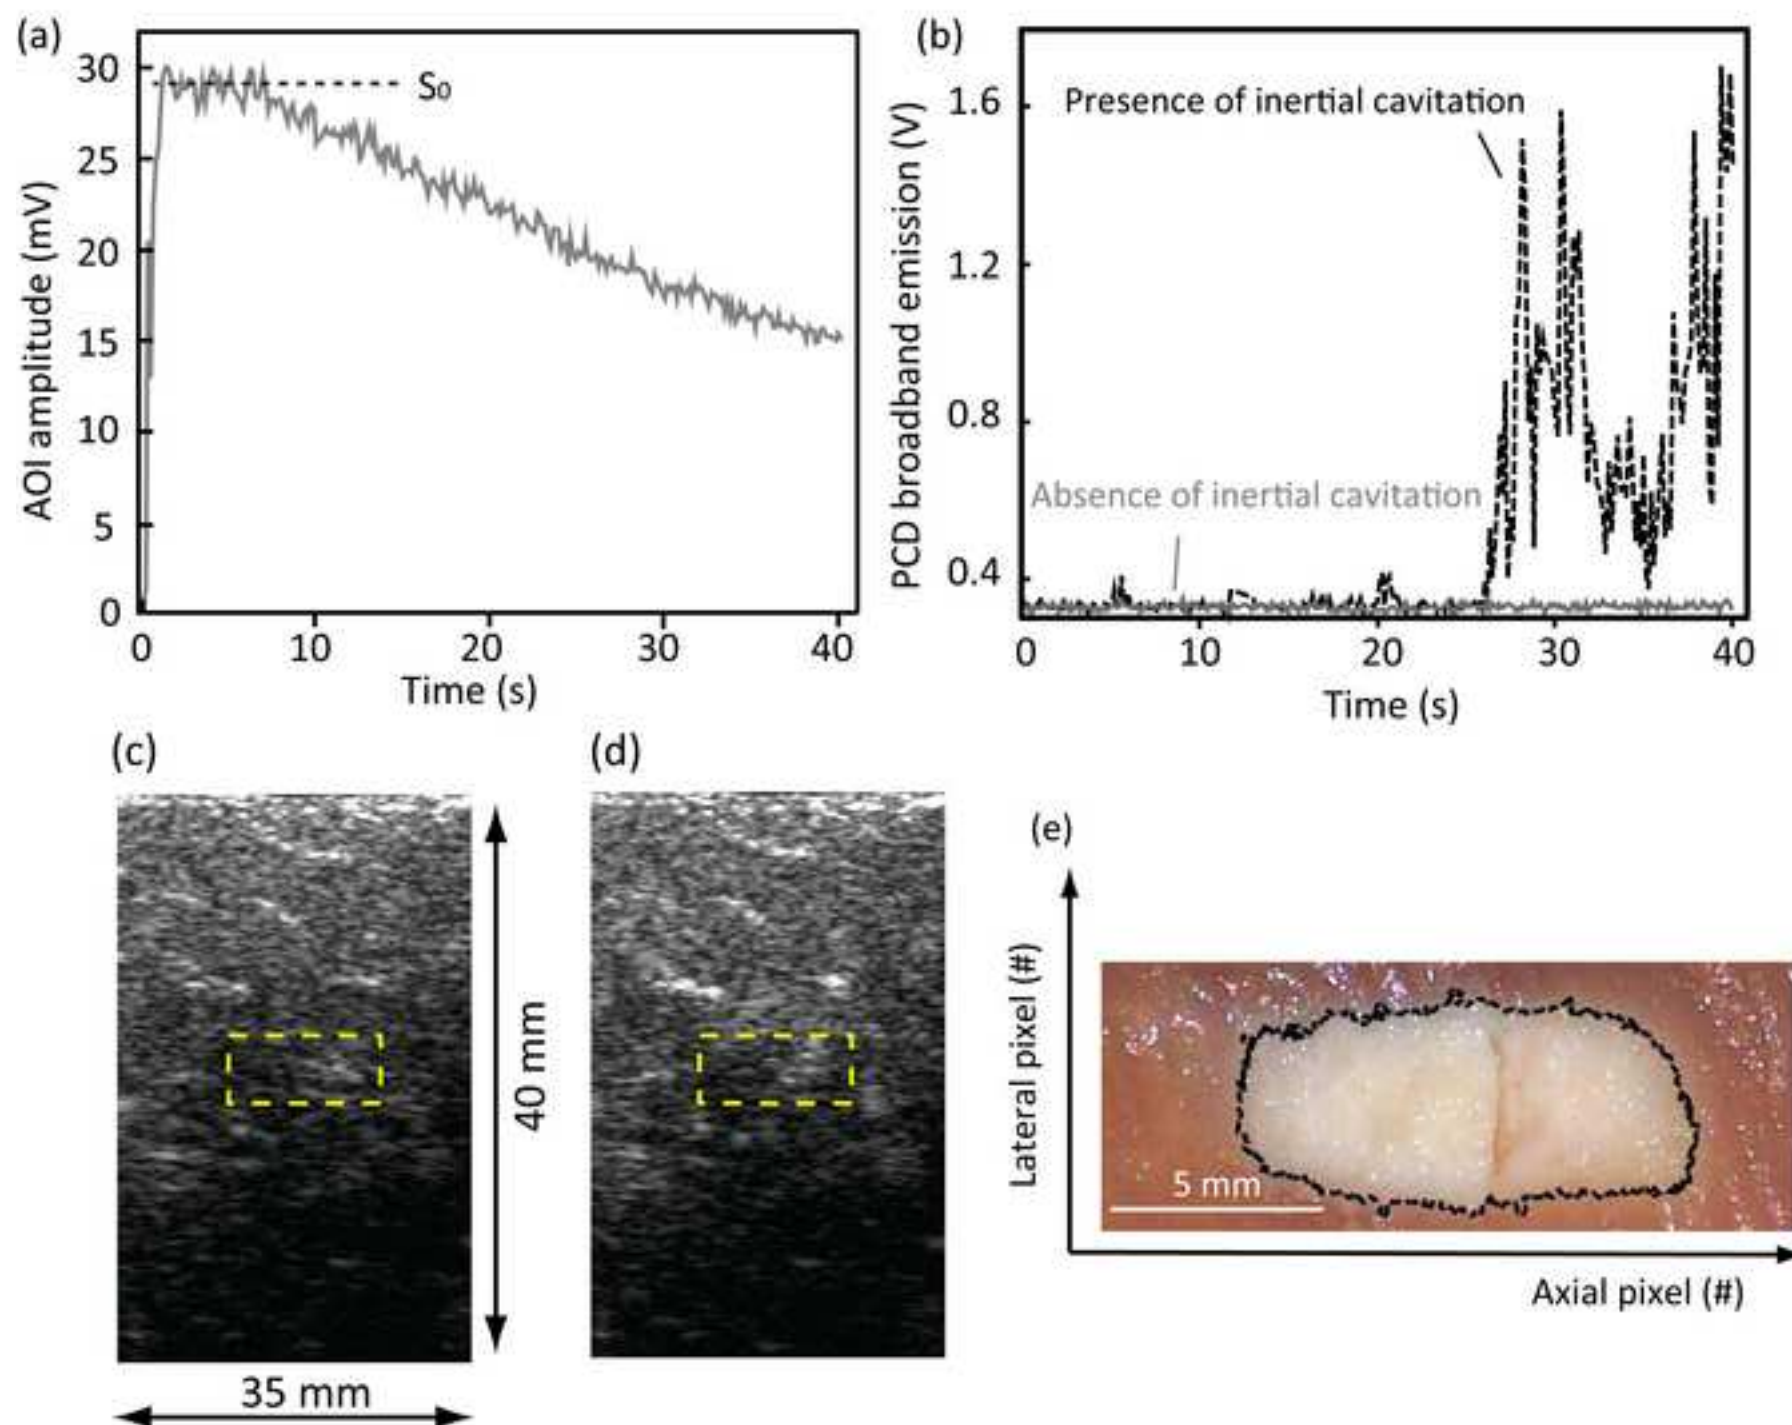 (a)
AOI amplitude (mV)
30
25
20
15
10
5
0
S₀
0 10 20 30 40
Time (s)
(b)
PCD broadband emission (V)
1.6
1.2
0.8
0.4
Presence of inertial cavitation
Absence of inertial cavitation
0 10 20 30 40
Time (s)
(c)
40 mm
35 mm
(d)
(e)
Lateral pixel (#)
5 mm
Axial pixel (#)